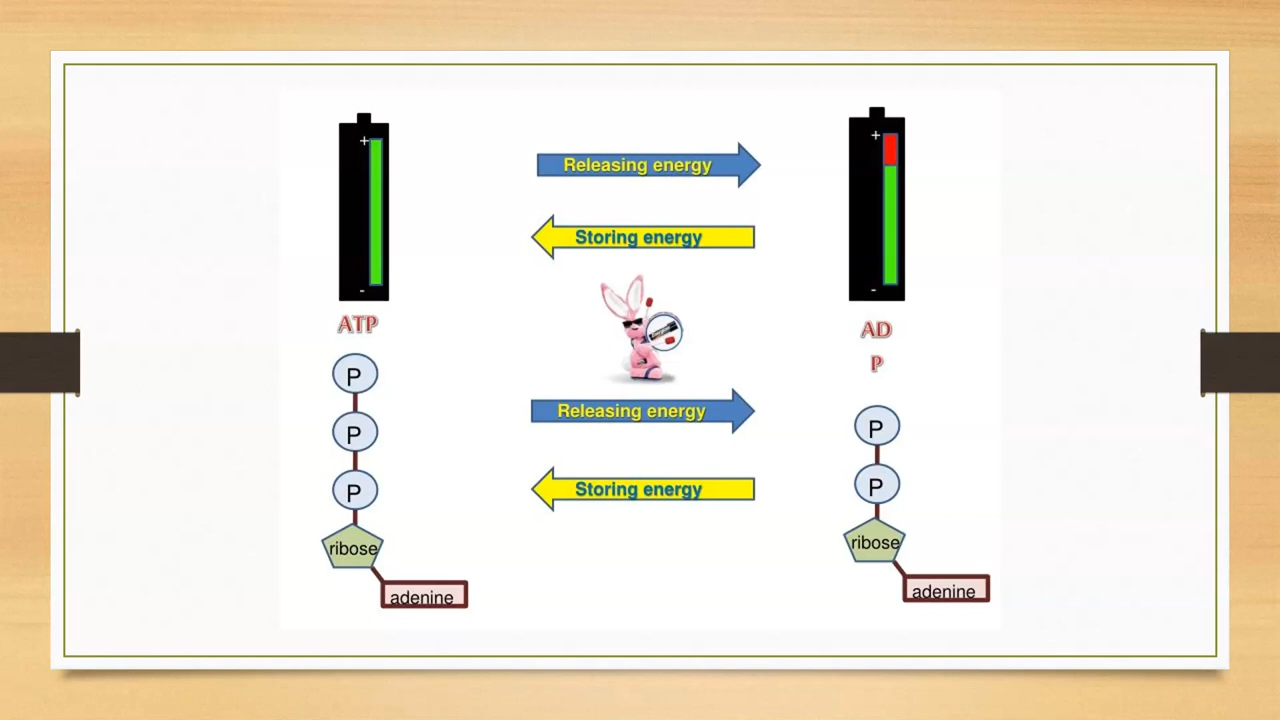 +
-
ATP
P
P
P
ribose
adenine
Releasing energy
Storing energy
Releasing energy
Storing energy
+
-
AD
P
P
P
ribose
adenine